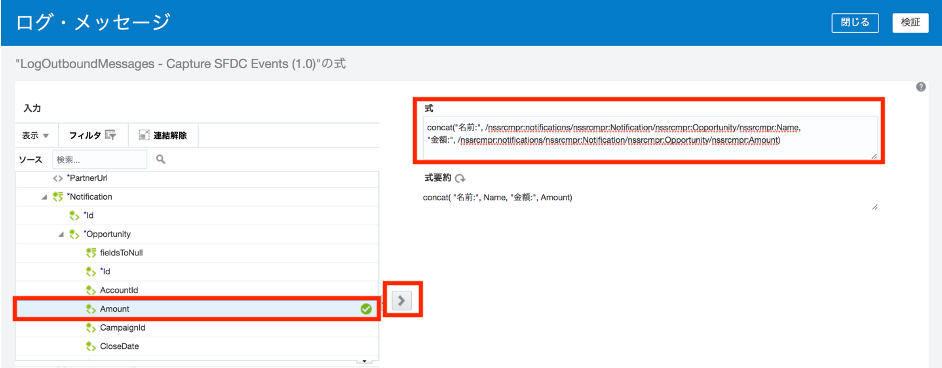 ログ・メッセージ
閉じる
検証
"LogOutboundMessages - Capture SFDC Events (1.0)"の式
入力
表示
フィルタ
連結解除
ソース
検索...
<> *PartnerUrl
*Notification
*Id
*Opportunity
fieldsToNull
*Id
AccountId
Amount
CampaignId
CloseDate
式
concat("名前:", /nssrcmpr:notifications/nssrcmpr:Notification/nssrcmpr:Opportunity/nssrcmpr:Name,
"金額:", /nssrcmpr:notifications/nssrcmpr:Notification/nssrcmpr:Opportunity/nssrcmpr:Amount)
式要約
concat( "名前:", Name, "金額:", Amount)